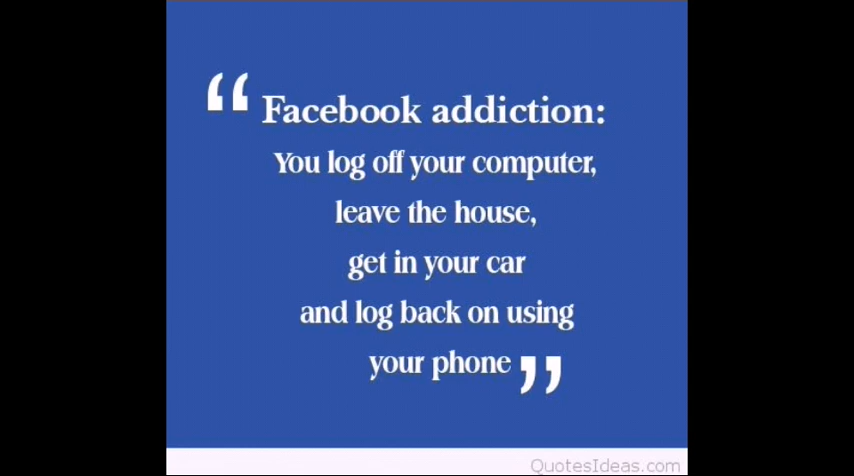 “ Facebook addiction:
You log off your computer,
leave the house,
get in your car
and log back on using
your phone ”
QuotesIdeas.com